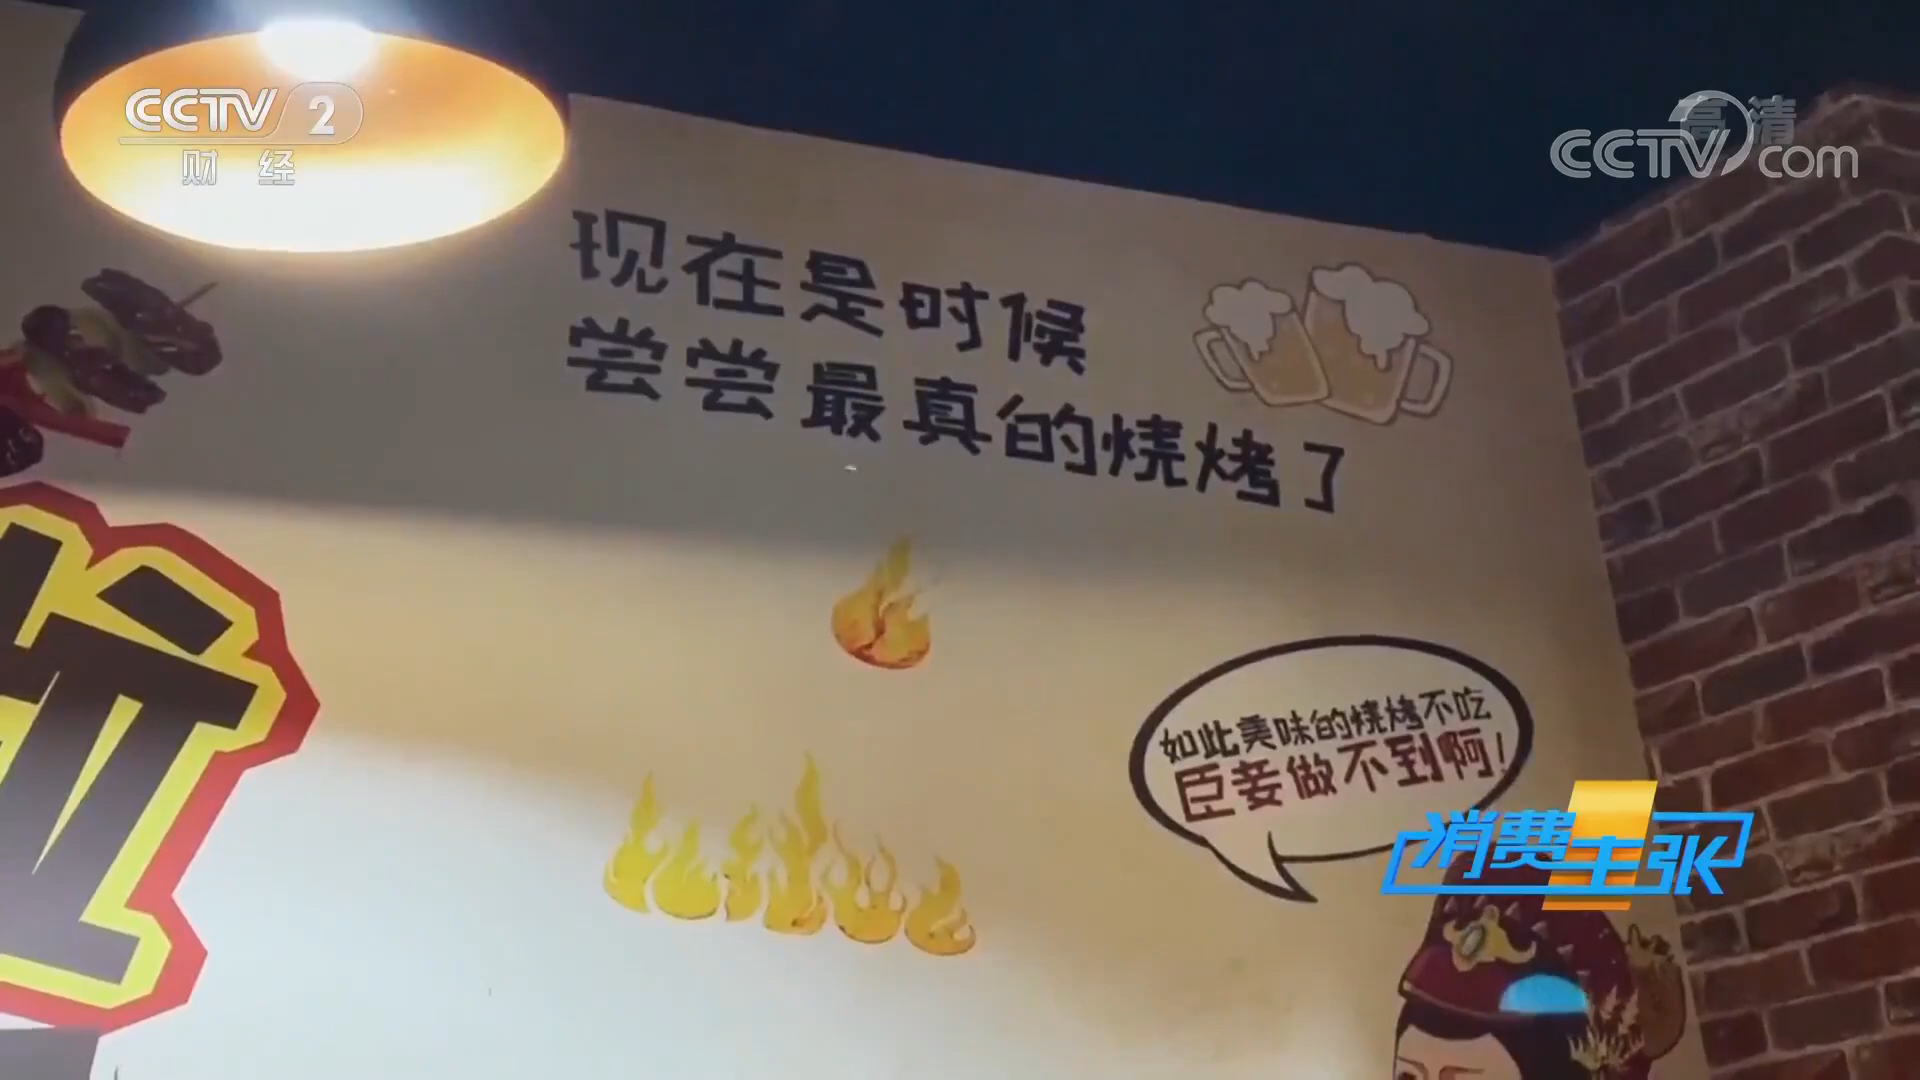 CCTV 2
财 经
高清
CCTV com
现在是时候
尝尝最真的烧烤了
如此美味的烧烤不吃
臣妾做不到啊!
消费主张